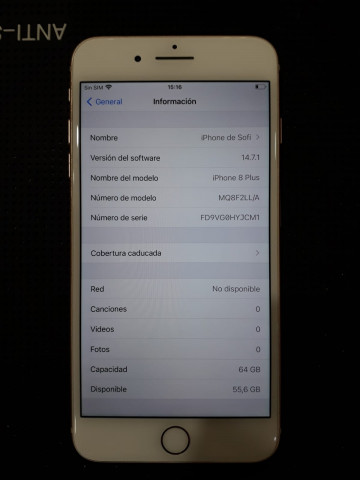 ANTI-S
Sin SIM 15:16
General Información
Nombre iPhone de Sofi
Versión del software 14.7.1
Nombre del modelo iPhone 8 Plus
Número de modelo MQ8F2LL/A
Número de serie FD9VG0HYJCM1
Cobertura caducada
Red No disponible
Canciones 0
Videos 0
Fotos 0
Capacidad 64 GB
Disponible 55,6 GB